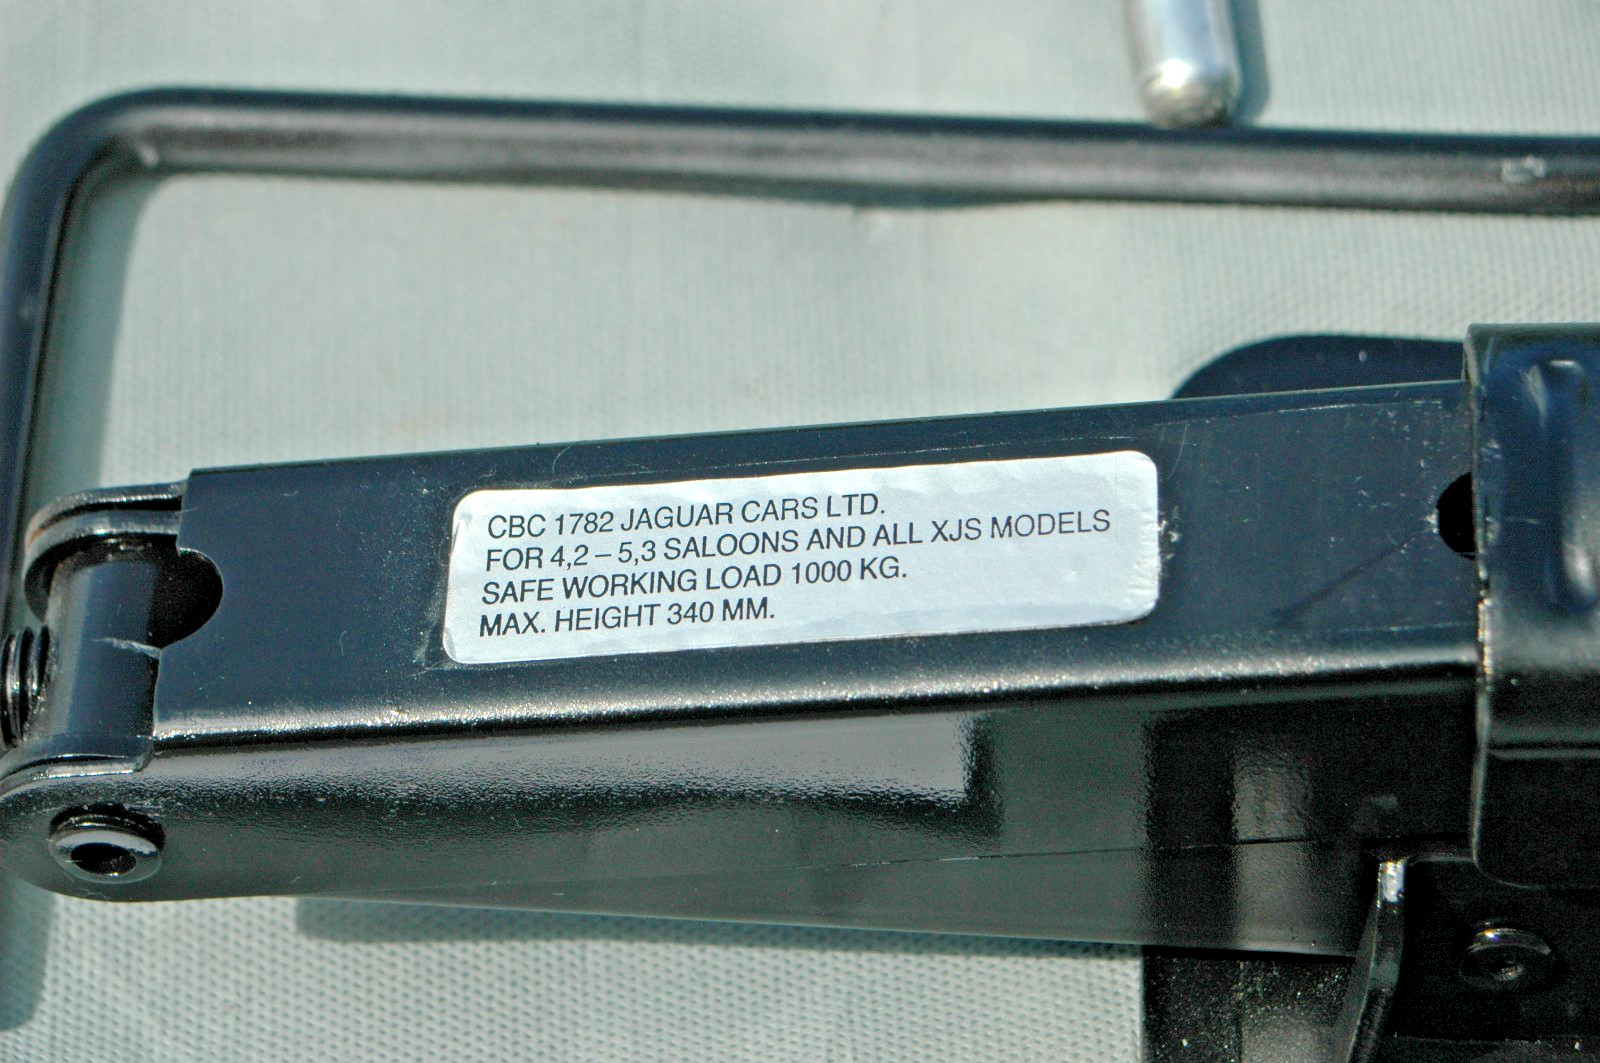 CBC 1782 JAGUAR CARS LTD.
FOR 4,2 – 5,3 SALOONS AND ALL XJS MODELS
SAFE WORKING LOAD 1000 KG.
MAX. HEIGHT 340 MM.